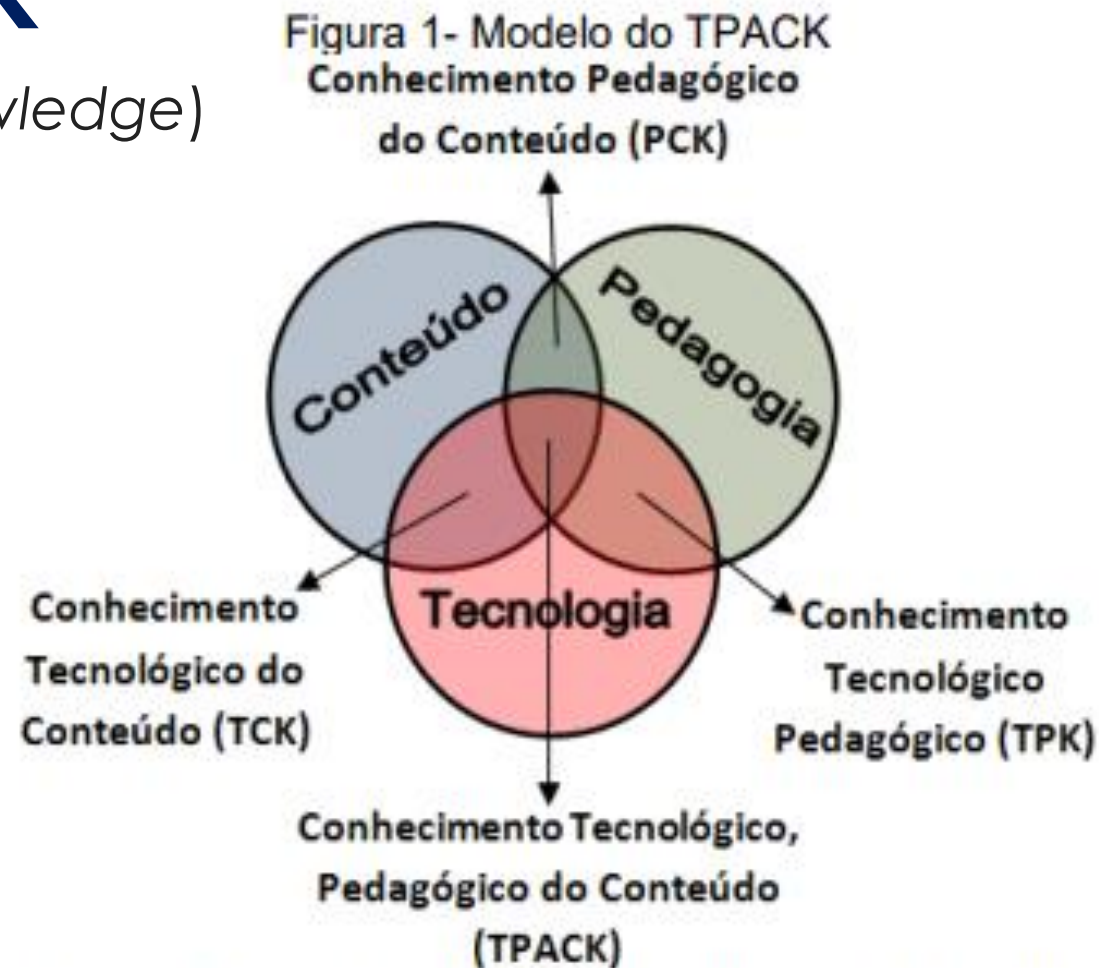 Figura 1- Modelo do TPACK
wledge)
Conhecimento Pedagógico
do Conteúdo (PCK)
Conteúdo
Pedagogia
Tecnologia
Conhecimento
Tecnológico do
Conteúdo (TCK)
Conhecimento
Tecnológico
Pedagógico (TPK)
Conhecimento Tecnológico,
Pedagógico do Conteúdo
(TPACK)